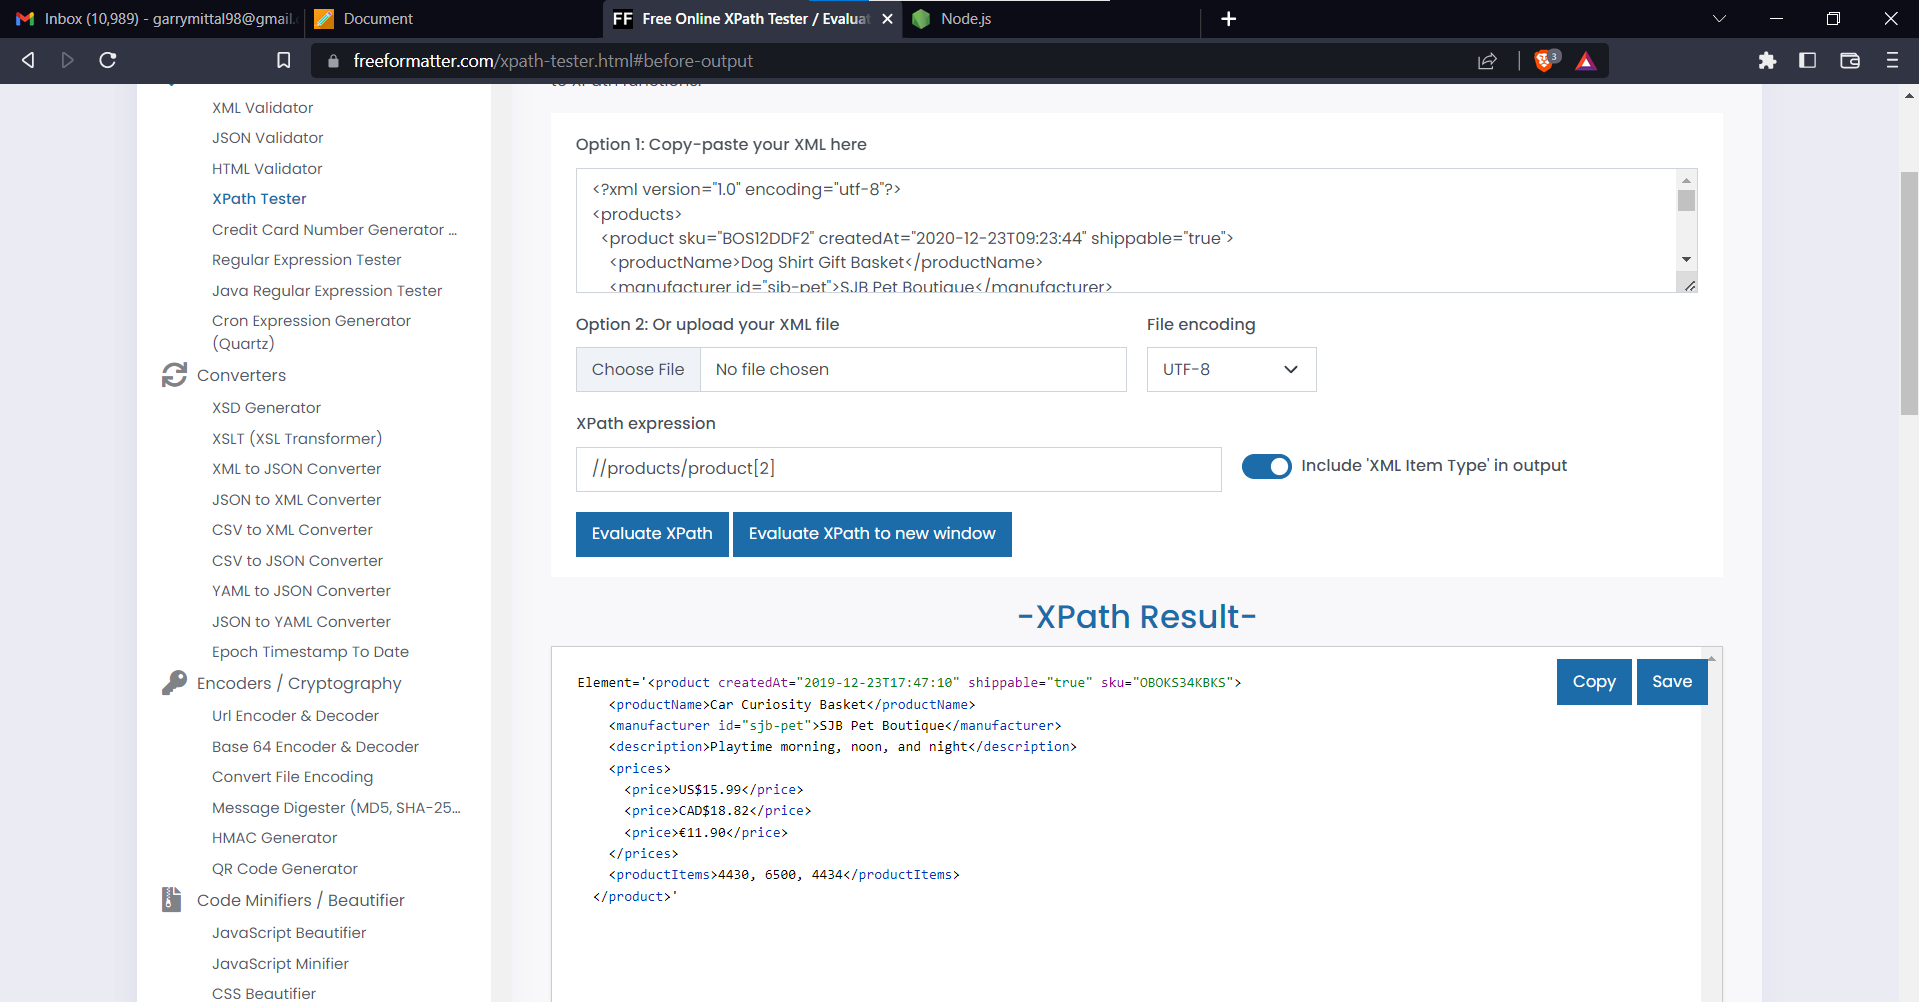 Inbox (10,989) - garrymittal98@gmail.
Document
Free Online XPath Tester / Evaluat
Node.js
freeformatter.com/xpath-tester.html#before-output
3
to XPath functions.
XML Validator
JSON Validator
HTML Validator
XPath Tester
Credit Card Number Generator ...
Regular Expression Tester
Java Regular Expression Tester
Cron Expression Generator
(Quartz)
Converters
XSD Generator
XSLT (XSL Transformer)
XML to JSON Converter
JSON to XML Converter
CSV to XML Converter
CSV to JSON Converter
YAML to JSON Converter
JSON to YAML Converter
Epoch Timestamp To Date
Encoders / Cryptography
Url Encoder & Decoder
Base 64 Encoder & Decoder
Convert File Encoding
Message Digester (MD5, SHA-25...
HMAC Generator
QR Code Generator
Code Minifiers / Beautifier
JavaScript Beautifier
JavaScript Minifier
CSS Beautifier
Option 1: Copy-paste your XML here
<?xml version="1.0" encoding="utf-8"?>
<products>
<product sku="BOS12DDF2" createdAt="2020-12-23T09:23:44" shippable="true">
<productName>Dog Shirt Gift Basket</productName>
<manufacturer id="sjb-pet">SJB Pet Boutique</manufacturer>
Option 2: Or upload your XML file
File encoding
Choose File
No file chosen
UTF-8
XPath expression
//products/product[2]
Include 'XML Item Type' in output
Evaluate XPath
Evaluate XPath to new window
-XPath Result-
Copy
Save
Element='<product createdAt="2019-12-23T17:47:10" shippable="true" sku="OBOKS34KBKS">
<productName>Car Curiosity Basket</productName>
<manufacturer id="sjb-pet">SJB Pet Boutique</manufacturer>
<description>Playtime morning, noon, and night</description>
<prices>
<price>US$15.99</price>
<price>CAD$18.82</price>
<price>€11.90</price>
</prices>
<productItems>4430, 6500, 4434</productItems>
</product>'